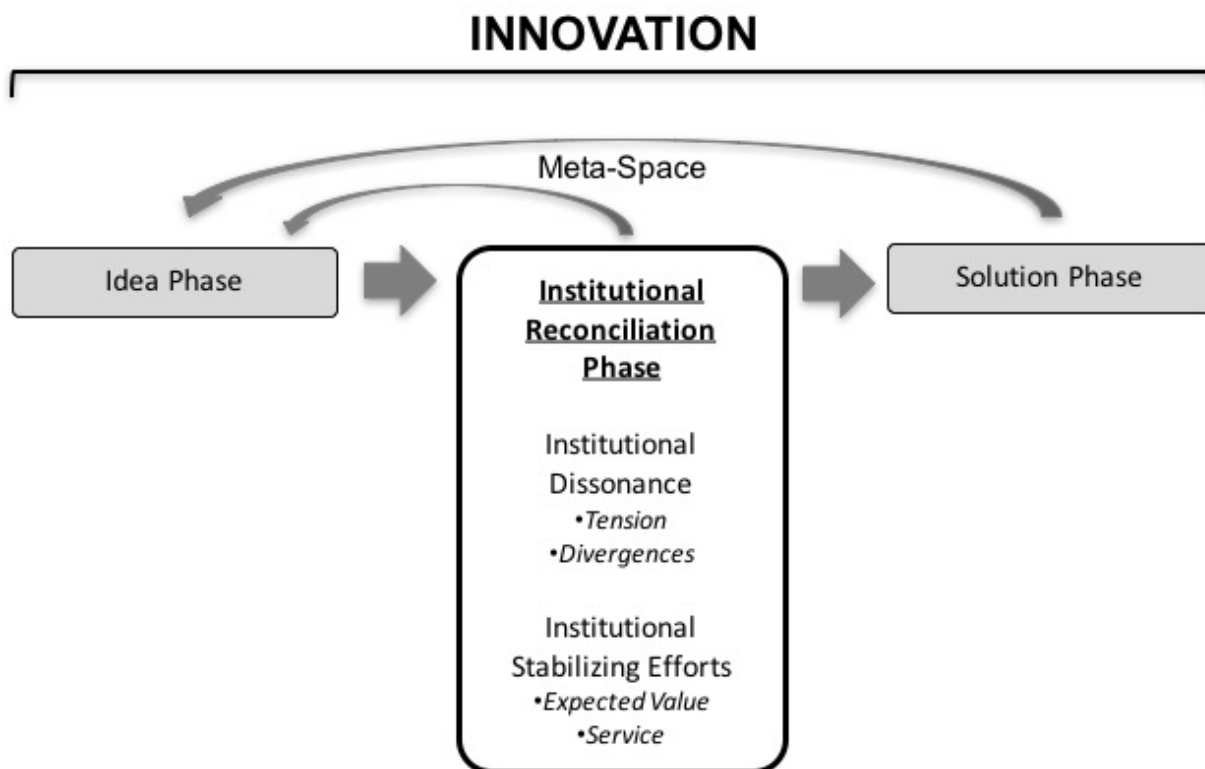 INNOVATION
Meta-Space
Idea Phase
Institutional
Reconciliation
Phase
Institutional
Dissonance
•Tension
•Divergences
Institutional
Stabilizing Efforts
•Expected Value
•Service
Solution Phase